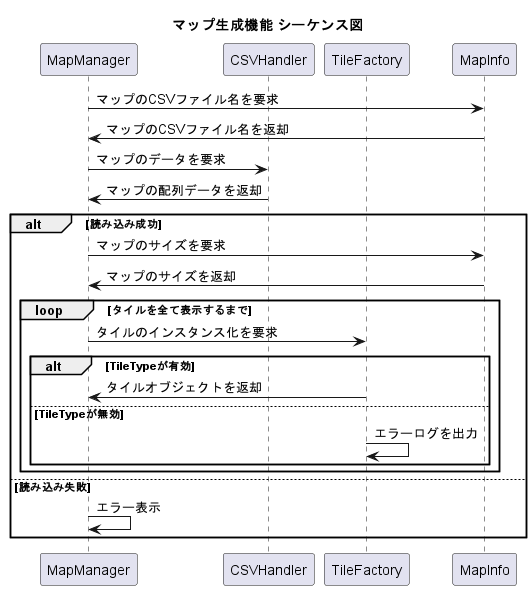 マップ生成機能 シーケンス図
MapManager CSVHandler TileFactory MapInfo
マップのCSVファイル名を要求
マップのCSVファイル名を返却
マップのデータを要求
マップの配列データを返却
alt [読み込み成功]
マップのサイズを要求
マップのサイズを返却
loop [タイルを全て表示するまで]
タイルのインスタンス化を要求
alt [TileTypeが有効]
タイルオブジェクトを返却
[TileTypeが無効]
エラーログを出力
[読み込み失敗]
エラー表示
MapManager CSVHandler TileFactory MapInfo